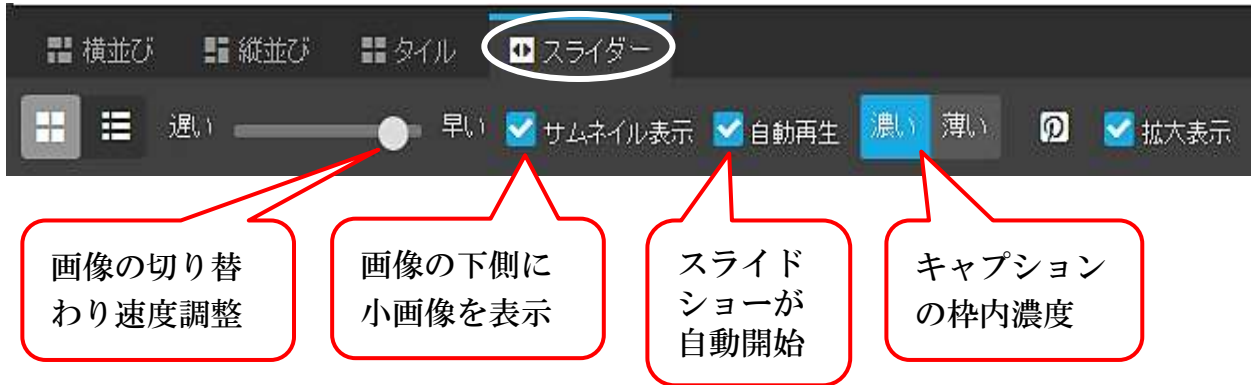 横並び 縦並び タイル スライダー
遅い 早い サムネイル表示 自動再生 濃い 薄い 拡大表示
画像の切り替
わり速度調整
画像の下側に
小画像を表示
スライド
ショーが
自動開始
キャプション
の枠内濃度